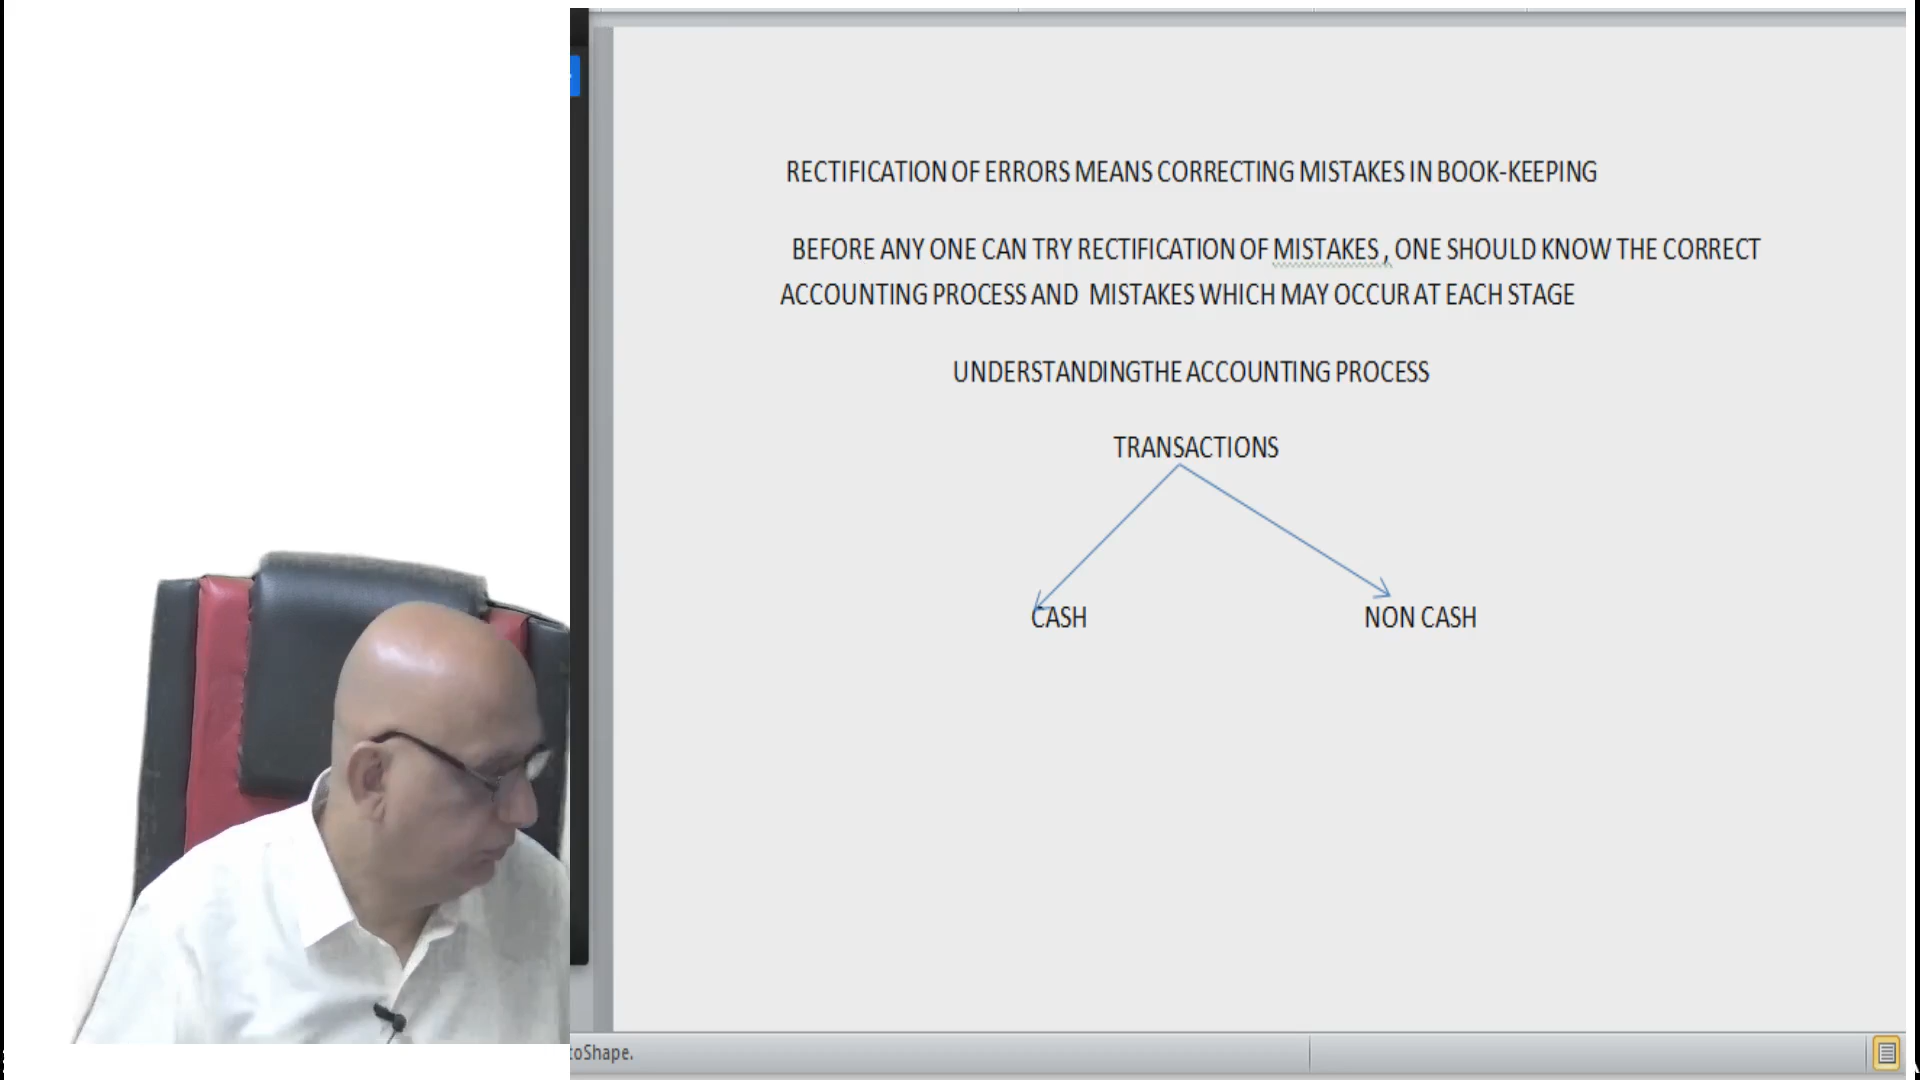 RECTIFICATION OF ERRORS MEANS CORRECTING MISTAKES IN BOOK-KEEPING
BEFORE ANY ONE CAN TRY RECTIFICATION OF MISTAKES , ONE SHOULD KNOW THE CORRECT
ACCOUNTING PROCESS AND MISTAKES WHICH MAY OCCUR AT EACH STAGE
UNDERSTANDINGTHE ACCOUNTING PROCESS
TRANSACTIONS
CASH NON CASH
toShape.